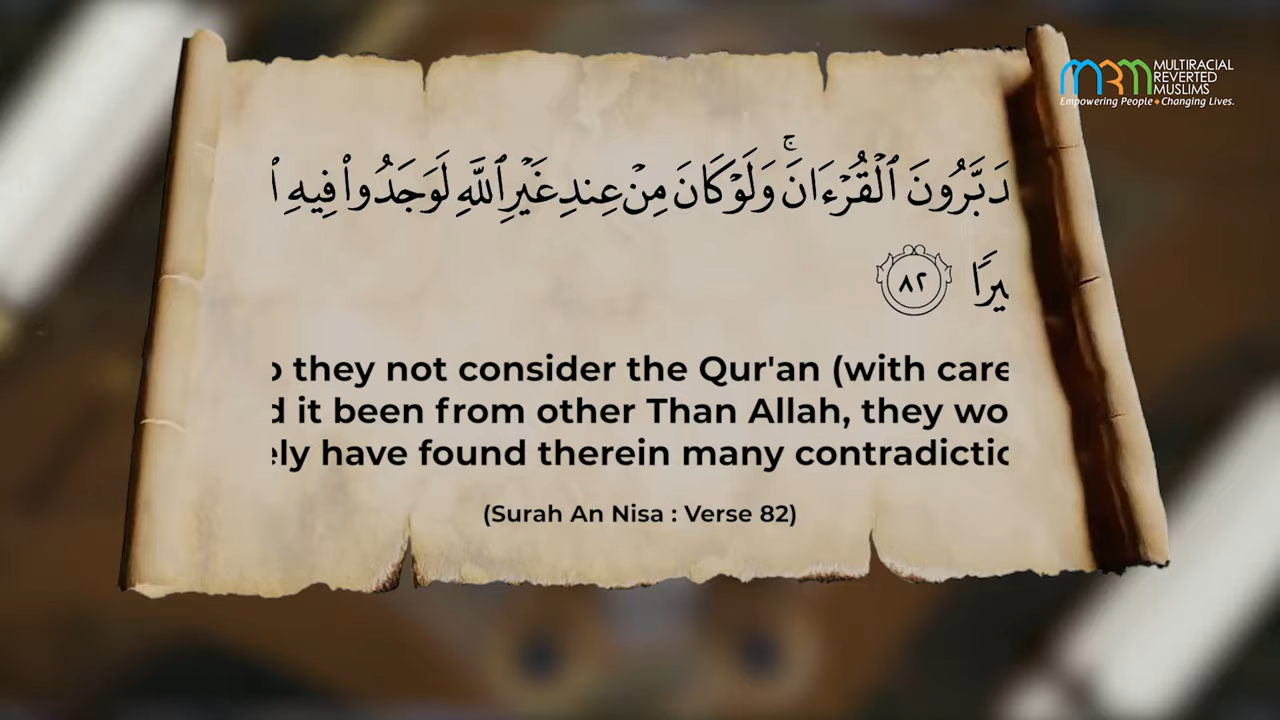 دَبَّرُونَ ٱلْقُرْءَانَ ۚ وَلَوْ كَانَ مِنْ عِندِ غَيْرِ ٱللَّهِ لَوَجَدُوا۟ فِيهِ ٱ
يرًا ٨٢
they not consider the Qur'an (with care
d it been from other Than Allah, they wo
ely have found therein many contradictio
(Surah An Nisa : Verse 82)
MRM
MULTIRACIAL
REVERTED
MUSLIMS
Empowering People Changing Lives.